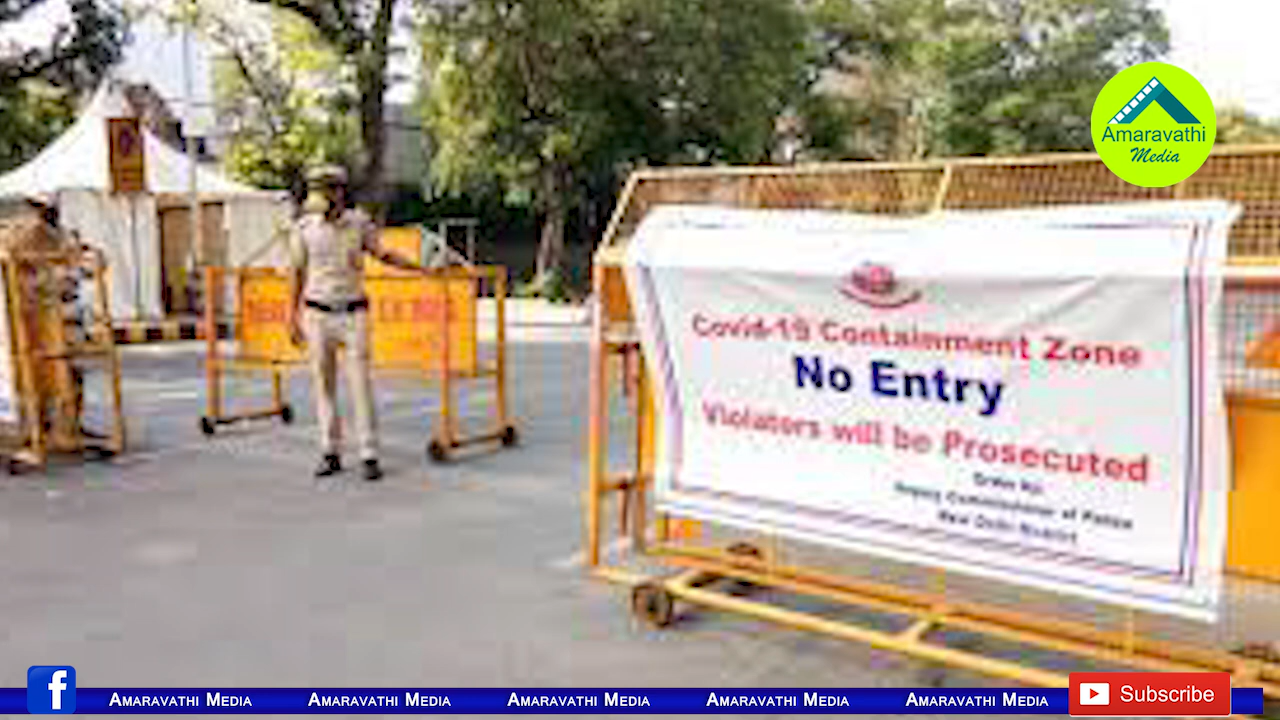 Amaravathi
Media
Covid-19 Containment Zone
No Entry
Violators will be Prosecuted
Deputy Commissioner of Police
New Delhi District
Amaravathi Media Amaravathi Media Amaravathi Media Amaravathi Media Amaravathi Media
Subscribe